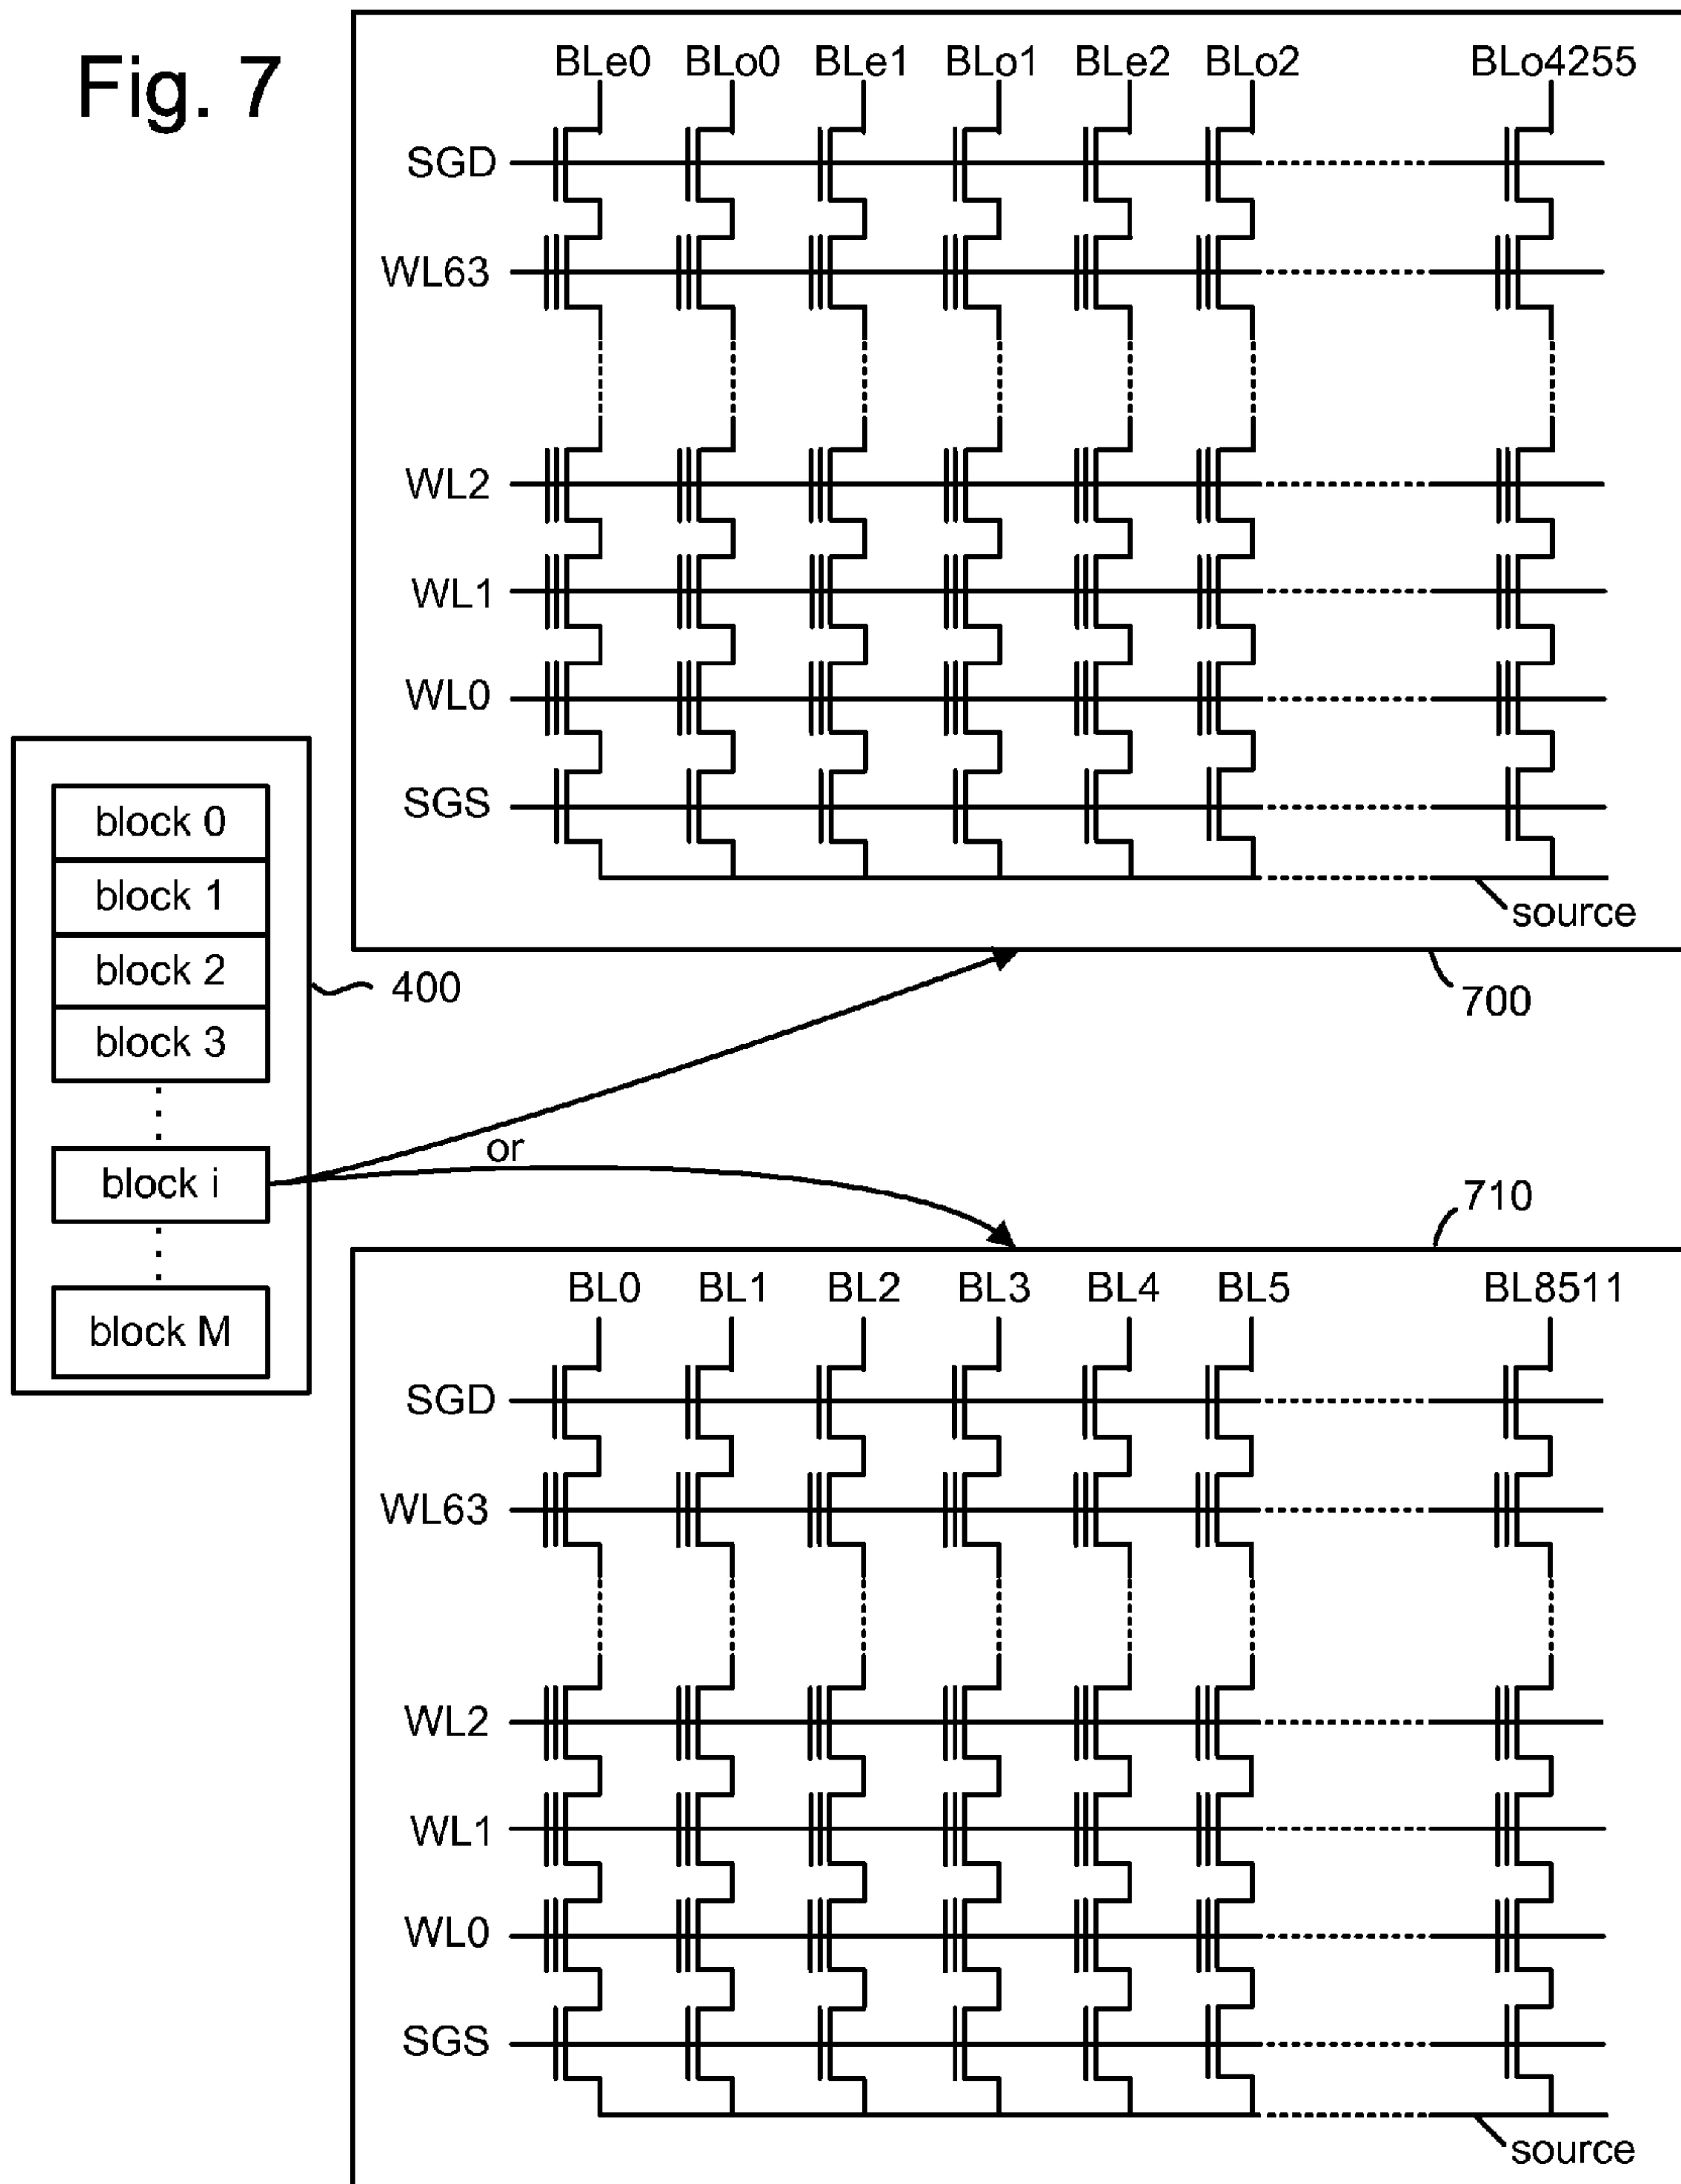 Fig. 7
BLe0 BLo0 BLe1 BLo1 BLe2 BLo2 BLo4255
SGD
WL63
WL2
WL1
WL0
SGS
source
700
block 0
block 1
block 2
block 3
block i
block M
400
or
710
BL0 BL1 BL2 BL3 BL4 BL5 BL8511
SGD
WL63
WL2
WL1
WL0
SGS
source